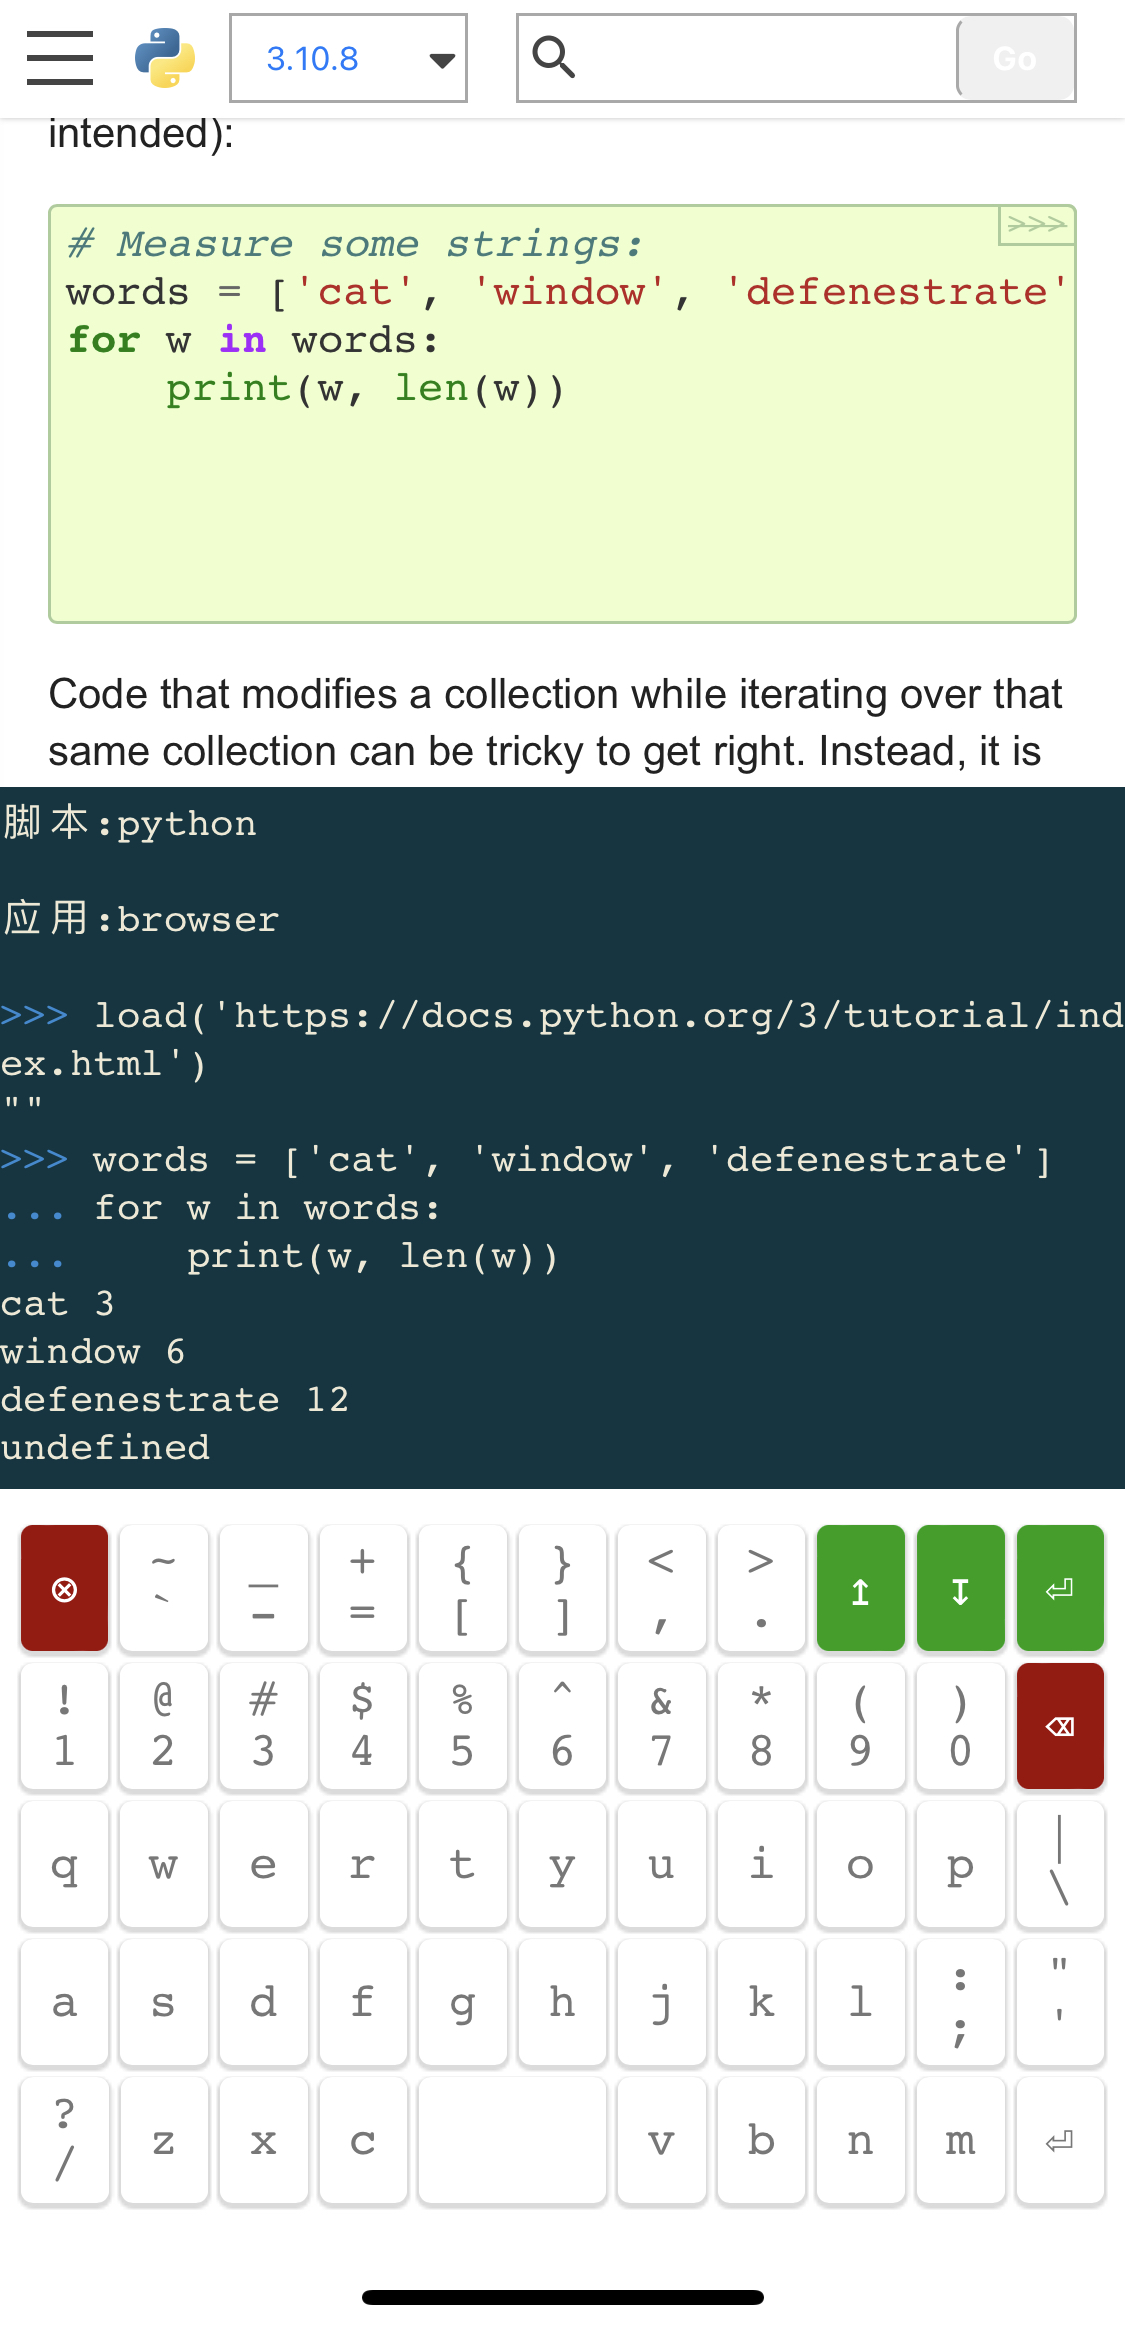 3.10.8
Go
intended):
>>>
# Measure some strings:
words = ['cat', 'window', 'defenestrate'
for w in words:
    print(w, len(w))
Code that modifies a collection while iterating over that
same collection can be tricky to get right. Instead, it is
脚本:python
应用:browser
>>> load('https://docs.python.org/3/tutorial/ind
ex.html')
""
>>> words = ['cat', 'window', 'defenestrate']
... for w in words:
...     print(w, len(w))
cat 3
window 6
defenestrate 12
undefined
⊗ ~ _ + { } < > ↥ ↧ ⏎
` - = [ ] , .
! @ # $ % ^ & * ( ) ⌫
1 2 3 4 5 6 7 8 9 0
q w e r t y u i o p |
\
a s d f g h j k l : "
; '
? z x c v b n m ⏎
/